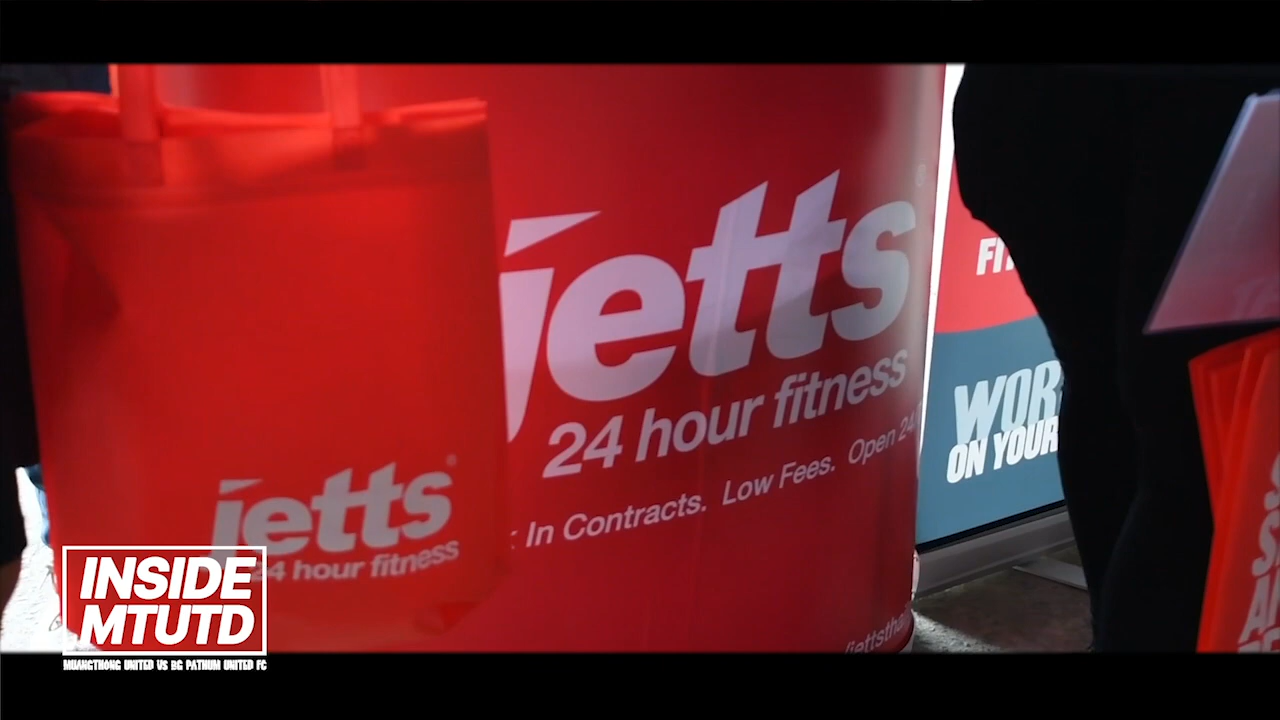 jetts
24 hour fitness
In Contracts. Low Fees. Open 24
jetts
24 hour fitness
WOR
ON YOUR
INSIDE
MTUTD
MUANGTHONG UNITED VS BG PATHUM UNITED FC